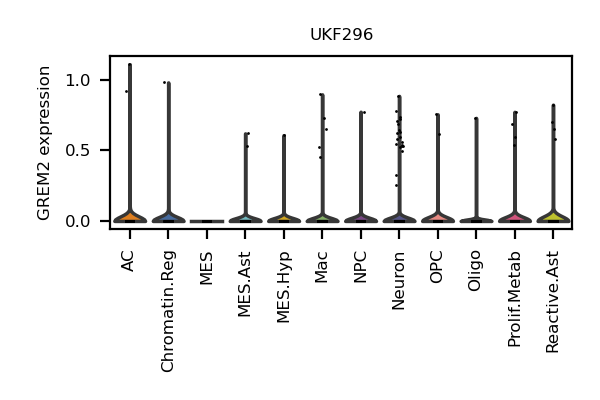 UKF296
GREM2 expression
1.0
0.5
0.0
AC
Chromatin.Reg
MES
MES.Ast
MES.Hyp
Mac
NPC
Neuron
OPC
Oligo
Prolif.Metab
Reactive.Ast